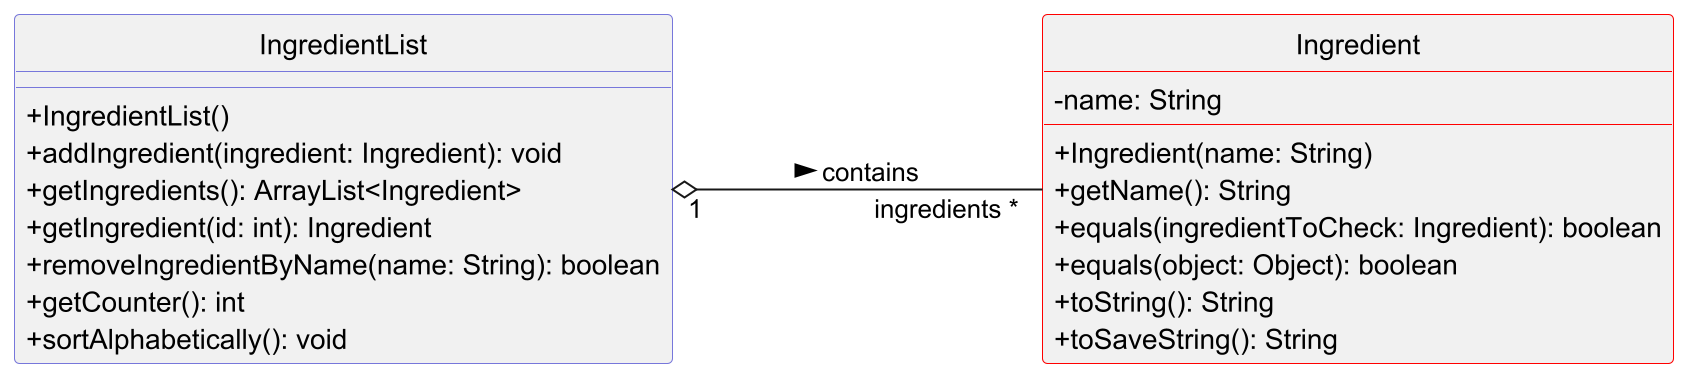 IngredientList
+IngredientList()
+addIngredient(ingredient: Ingredient): void
+getIngredients(): ArrayList<Ingredient>
+getIngredient(id: int): Ingredient
+removeIngredientByName(name: String): boolean
+getCounter(): int
+sortAlphabetically(): void
contains
1
ingredients *
Ingredient
-name: String
+Ingredient(name: String)
+getName(): String
+equals(ingredientToCheck: Ingredient): boolean
+equals(object: Object): boolean
+toString(): String
+toSaveString(): String